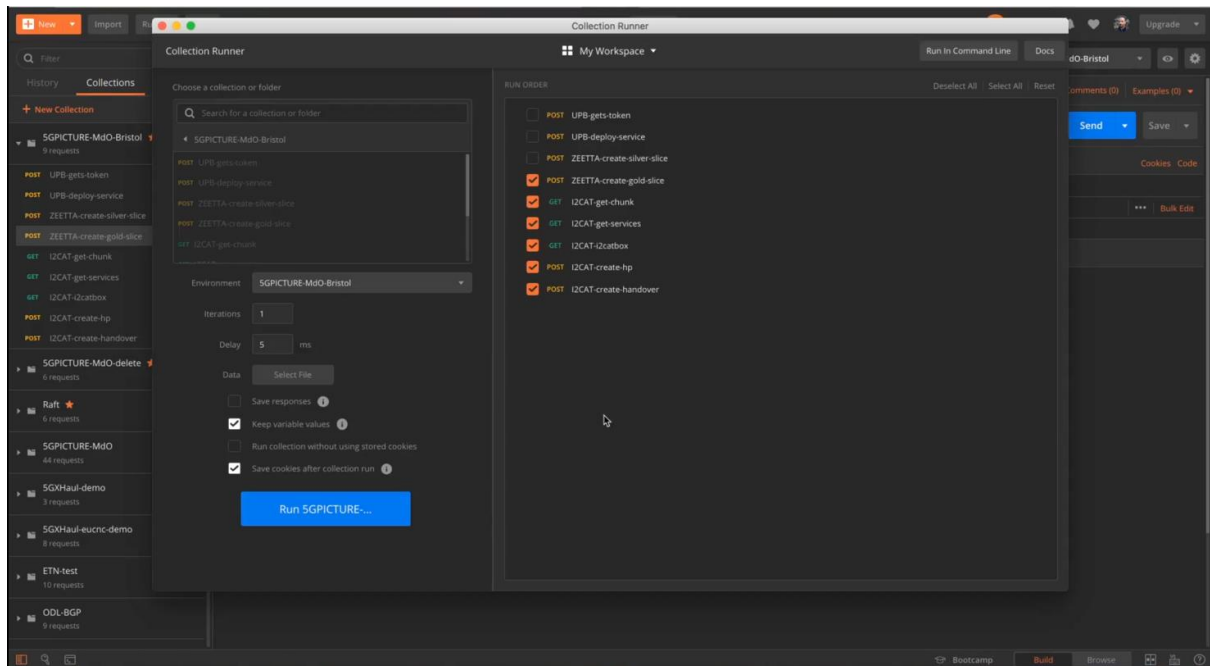 New Import Ru Collection Runner Upgrade
Filter
Collection Runner My Workspace Run In Command Line Docs
dO-Bristol
History Collections
Choose a collection or folder
RUN ORDER Deselect All Select All Reset
Comments (0) Examples (0)
+ New Collection
Search for a collection or folder
5GPICTURE-MdO-Bristol
9 requests
5GPICTURE-MdO-Bristol
POST UPB-gets-token
POST UPB-deploy-service
POST ZEETTA-create-silver-slice
POST ZEETTA-create-gold-slice
GET I2CAT-get-chunk
GET I2CAT-get-services
GET I2CAT-i2catbox
POST I2CAT-create-hp
POST I2CAT-create-handover
5GPICTURE-MdO-delete
6 requests
Raft
6 requests
5GPICTURE-MdO
44 requests
5GXHaul-demo
3 requests
5GXHaul-eucnc-demo
8 requests
ETN-test
10 requests
ODL-BGP
9 requests
POST UPB-gets-token
POST UPB-deploy-service
POST ZEETTA-create-silver-slice
POST ZEETTA-create-gold-slice
GET I2CAT-get-chunk
Environment 5GPICTURE-MdO-Bristol
Iterations 1
Delay 5 ms
Data Select File
Save responses
Keep variable values
Run collection without using stored cookies
Save cookies after collection run
Run 5GPICTURE-...
POST UPB-gets-token
POST UPB-deploy-service
POST ZEETTA-create-silver-slice
POST ZEETTA-create-gold-slice
GET I2CAT-get-chunk
GET I2CAT-get-services
GET I2CAT-i2catbox
POST I2CAT-create-hp
POST I2CAT-create-handover
Send Save
Cookies Code
Bulk Edit
Bootcamp Build Browse